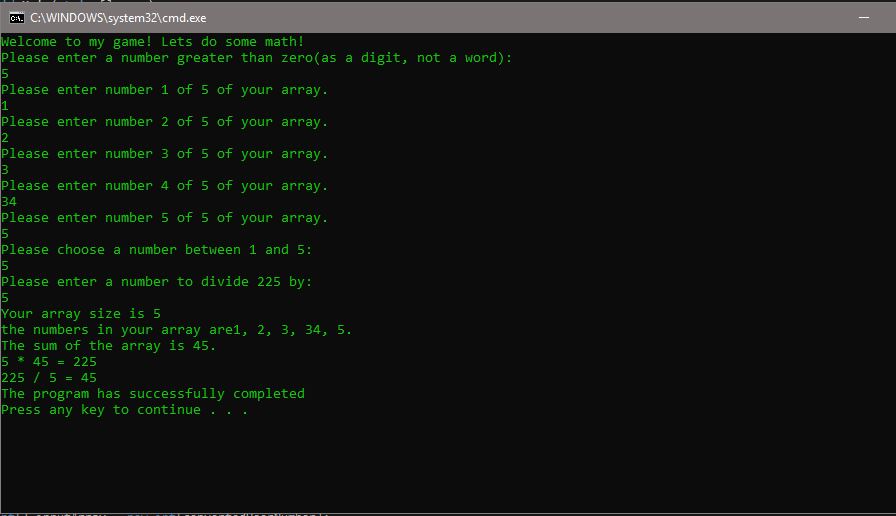 C:\WINDOWS\system32\cmd.exe
Welcome to my game! Lets do some math!
Please enter a number greater than zero(as a digit, not a word):
5
Please enter number 1 of 5 of your array.
1
Please enter number 2 of 5 of your array.
2
Please enter number 3 of 5 of your array.
3
Please enter number 4 of 5 of your array.
34
Please enter number 5 of 5 of your array.
5
Please choose a number between 1 and 5:
5
Please enter a number to divide 225 by:
5
Your array size is 5
the numbers in your array are1, 2, 3, 34, 5.
The sum of the array is 45.
5 * 45 = 225
225 / 5 = 45
The program has successfully completed
Press any key to continue . . .